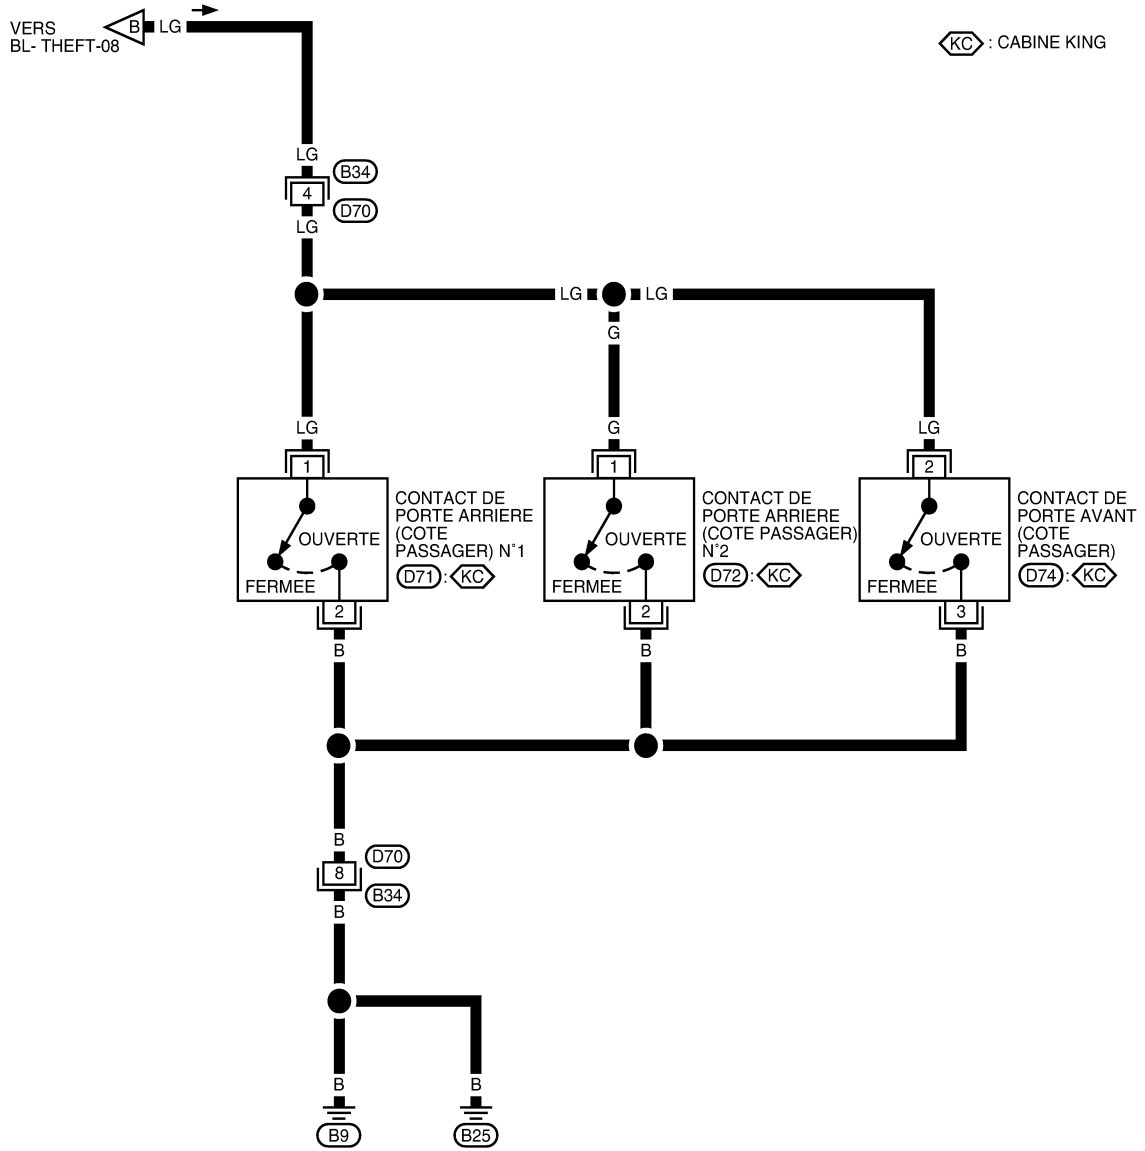 VERS
BL- THEFT-08
B
LG
KC : CABINE KING
LG
B34
4
D70
LG
LG
LG
G
LG
G
LG
1
1
2
CONTACT DE
PORTE ARRIERE
(COTE
PASSAGER) N°1
D71 : KC
OUVERTE
FERMEE
CONTACT DE
PORTE ARRIERE
(COTE PASSAGER)
N°2
D72 : KC
OUVERTE
FERMEE
CONTACT DE
PORTE AVANT
(COTE
PASSAGER)
D74 : KC
OUVERTE
FERMEE
2
2
3
B
B
B
B
D70
8
B34
B
B
B
B9
B25